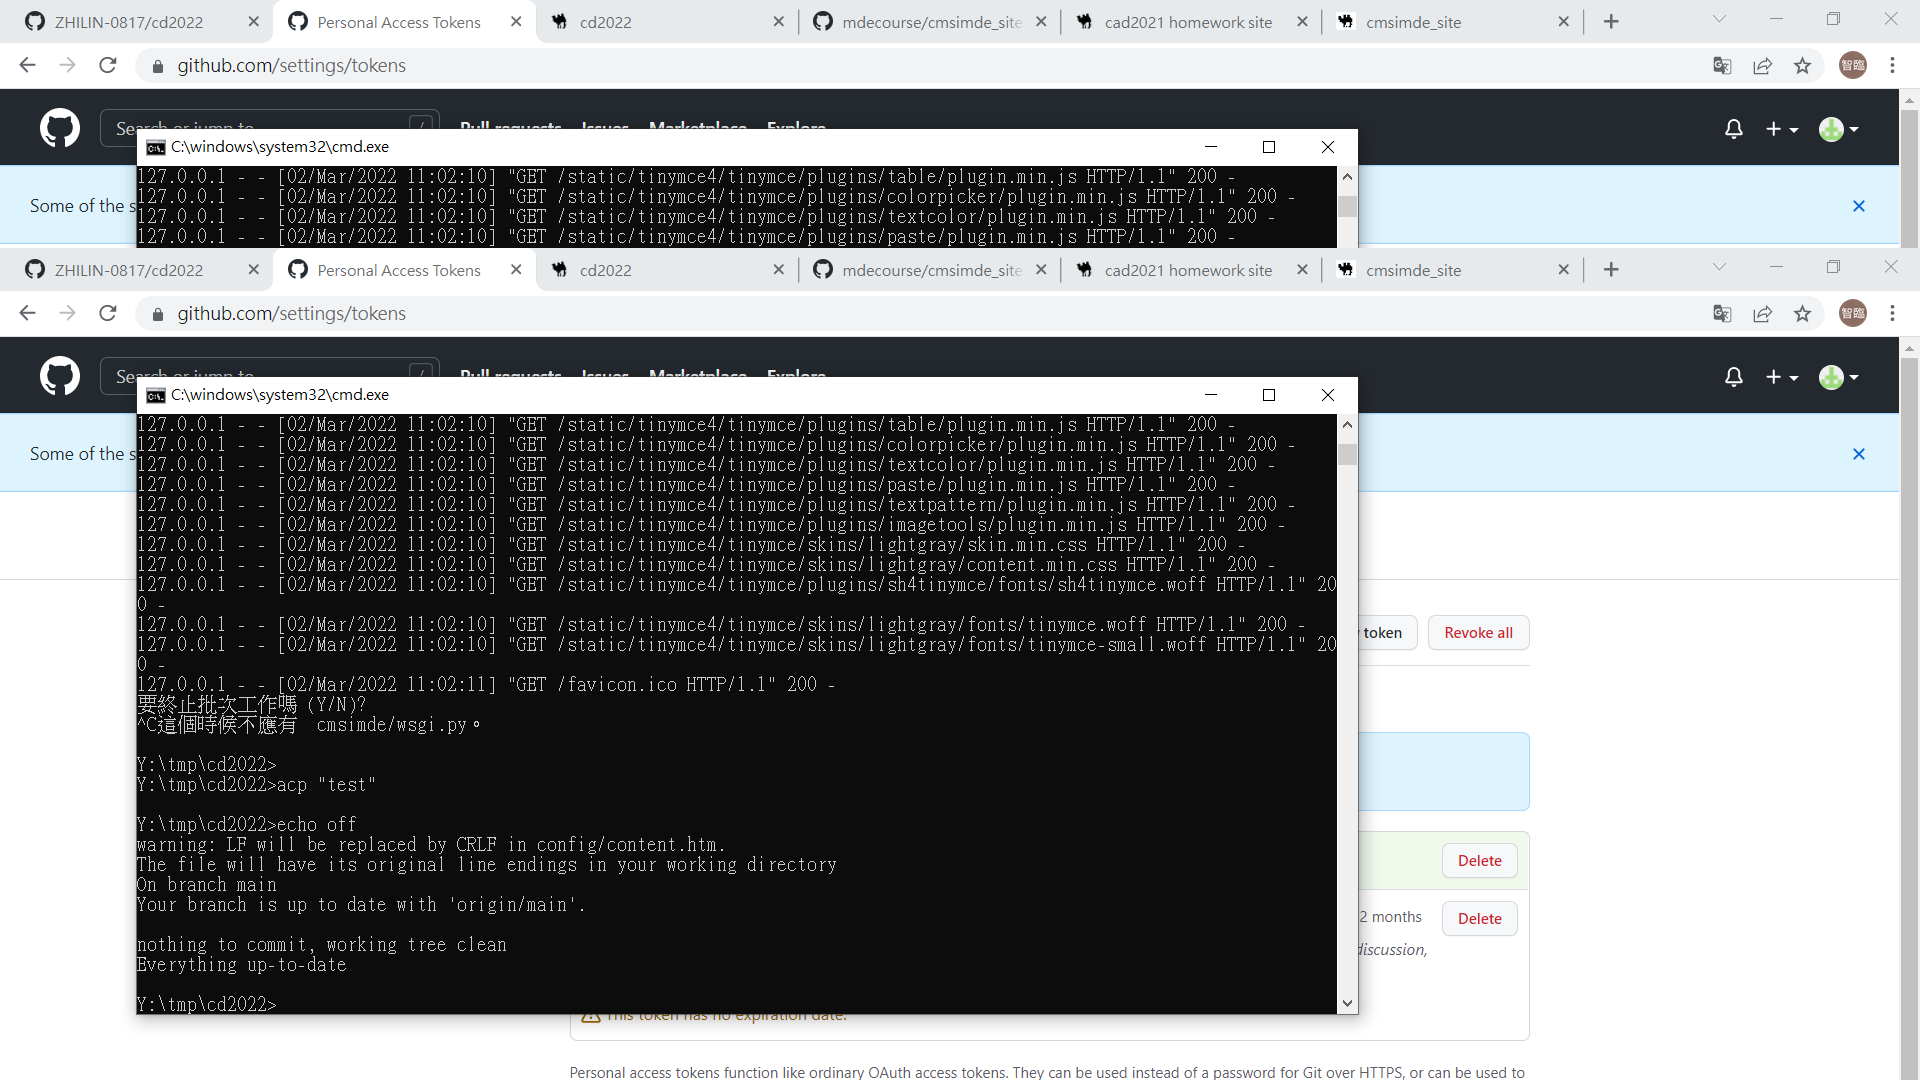 ZHILIN-0817/cd2022
Personal Access Tokens
cd2022
mdecourse/cmsimde_site
cad2021 homework site
cmsimde_site
github.com/settings/tokens
智臨
Search or jump to
/
Pull requests
Issues
Marketplace
Explore
C:\windows\system32\cmd.exe
Some of the s
127.0.0.1 - - [02/Mar/2022 11:02:10] "GET /static/tinymce4/tinymce/plugins/table/plugin.min.js HTTP/1.1" 200 -
127.0.0.1 - - [02/Mar/2022 11:02:10] "GET /static/tinymce4/tinymce/plugins/colorpicker/plugin.min.js HTTP/1.1" 200 -
127.0.0.1 - - [02/Mar/2022 11:02:10] "GET /static/tinymce4/tinymce/plugins/textcolor/plugin.min.js HTTP/1.1" 200 -
127.0.0.1 - - [02/Mar/2022 11:02:10] "GET /static/tinymce4/tinymce/plugins/paste/plugin.min.js HTTP/1.1" 200 -
ZHILIN-0817/cd2022
Personal Access Tokens
cd2022
mdecourse/cmsimde_site
cad2021 homework site
cmsimde_site
github.com/settings/tokens
智臨
Search or jump to
/
Pull requests
Issues
Marketplace
Explore
C:\windows\system32\cmd.exe
Some of the s
127.0.0.1 - - [02/Mar/2022 11:02:10] "GET /static/tinymce4/tinymce/plugins/table/plugin.min.js HTTP/1.1" 200 -
127.0.0.1 - - [02/Mar/2022 11:02:10] "GET /static/tinymce4/tinymce/plugins/colorpicker/plugin.min.js HTTP/1.1" 200 -
127.0.0.1 - - [02/Mar/2022 11:02:10] "GET /static/tinymce4/tinymce/plugins/textcolor/plugin.min.js HTTP/1.1" 200 -
127.0.0.1 - - [02/Mar/2022 11:02:10] "GET /static/tinymce4/tinymce/plugins/paste/plugin.min.js HTTP/1.1" 200 -
127.0.0.1 - - [02/Mar/2022 11:02:10] "GET /static/tinymce4/tinymce/plugins/textpattern/plugin.min.js HTTP/1.1" 200 -
127.0.0.1 - - [02/Mar/2022 11:02:10] "GET /static/tinymce4/tinymce/plugins/imagetools/plugin.min.js HTTP/1.1" 200 -
127.0.0.1 - - [02/Mar/2022 11:02:10] "GET /static/tinymce4/tinymce/skins/lightgray/skin.min.css HTTP/1.1" 200 -
127.0.0.1 - - [02/Mar/2022 11:02:10] "GET /static/tinymce4/tinymce/skins/lightgray/content.min.css HTTP/1.1" 200 -
127.0.0.1 - - [02/Mar/2022 11:02:10] "GET /static/tinymce4/tinymce/plugins/sh4tinymce/fonts/sh4tinymce.woff HTTP/1.1" 20
0 -
127.0.0.1 - - [02/Mar/2022 11:02:10] "GET /static/tinymce4/tinymce/skins/lightgray/fonts/tinymce.woff HTTP/1.1" 200 -
127.0.0.1 - - [02/Mar/2022 11:02:10] "GET /static/tinymce4/tinymce/skins/lightgray/fonts/tinymce-small.woff HTTP/1.1" 20
0 -
127.0.0.1 - - [02/Mar/2022 11:02:11] "GET /favicon.ico HTTP/1.1" 200 -
要終止批次工作嗎 (Y/N)?
^C這個時候不應有 cmsimde/wsgi.py。
Y:\tmp\cd2022>
Y:\tmp\cd2022>acp "test"
Y:\tmp\cd2022>echo off
warning: LF will be replaced by CRLF in config/content.htm.
The file will have its original line endings in your working directory
On branch main
Your branch is up to date with 'origin/main'.
nothing to commit, working tree clean
Everything up-to-date
Y:\tmp\cd2022>
token
Revoke all
Delete
2 months
Delete
discussion,
This token has no expiration date.
Personal access tokens function like ordinary OAuth access tokens. They can be used instead of a password for Git over HTTPS, or can be used to